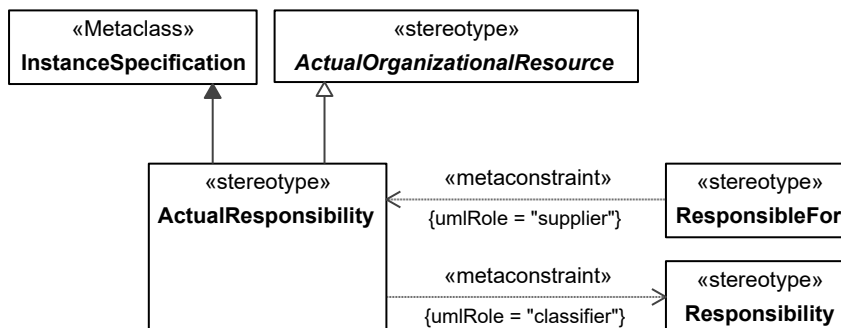 «Metaclass»
InstanceSpecification
«stereotype»
ActualOrganizationalResource
«stereotype»
ActualResponsibility
«metaconstraint»
{umlRole = "supplier"}
«stereotype»
ResponsibleFor
«metaconstraint»
{umlRole = "classifier"}
«stereotype»
Responsibility